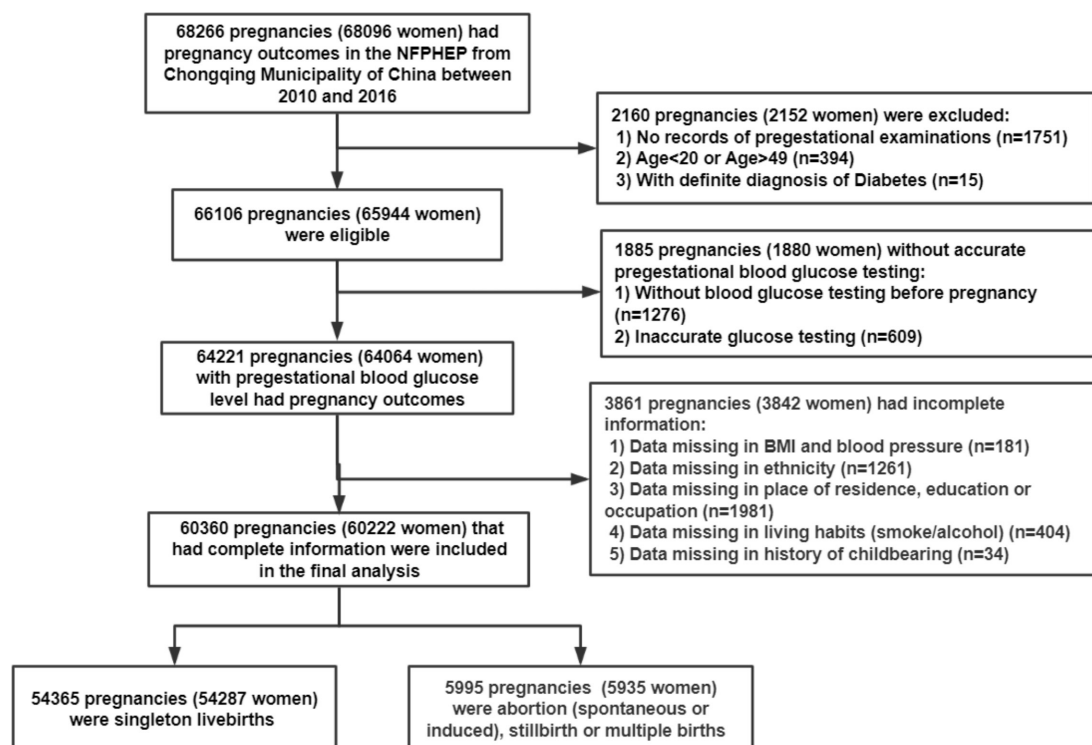 68266 pregnancies (68096 women) had
pregnancy outcomes in the NFPHEP from
Chongqing Municipality of China between
2010 and 2016
2160 pregnancies (2152 women) were excluded:
1) No records of pregestational examinations (n=1751)
2) Age<20 or Age>49 (n=394)
3) With definite diagnosis of Diabetes (n=15)
66106 pregnancies (65944 women)
were eligible
1885 pregnancies (1880 women) without accurate
pregestational blood glucose testing:
1) Without blood glucose testing before pregnancy
(n=1276)
2) Inaccurate glucose testing (n=609)
64221 pregnancies (64064 women)
with pregestational blood glucose
level had pregnancy outcomes
3861 pregnancies (3842 women) had incomplete
information:
1) Data missing in BMI and blood pressure (n=181)
2) Data missing in ethnicity (n=1261)
3) Data missing in place of residence, education or
occupation (n=1981)
4) Data missing in living habits (smoke/alcohol) (n=404)
5) Data missing in history of childbearing (n=34)
60360 pregnancies (60222 women) that
had complete information were included
in the final analysis
54365 pregnancies (54287 women)
were singleton livebirths
5995 pregnancies (5935 women)
were abortion (spontaneous or
induced), stillbirth or multiple births